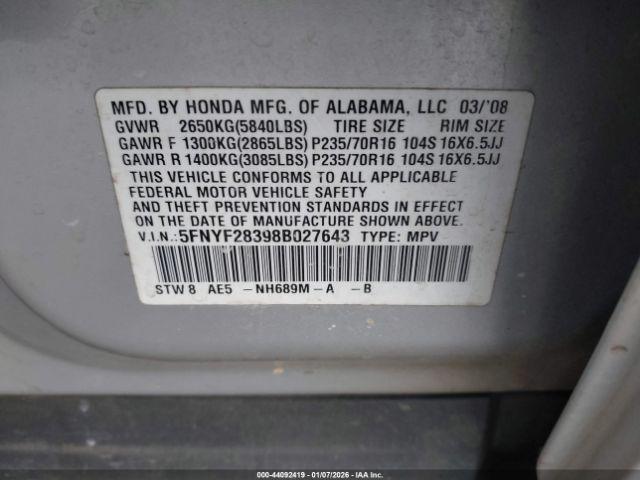 MFD. BY HONDA MFG. OF ALABAMA, LLC 03/'08
GVWR 2650KG(5840LBS) TIRE SIZE RIM SIZE
GAWR F 1300KG(2865LBS) P235/70R16 104S 16X6.5JJ
GAWR R 1400KG(3085LBS) P235/70R16 104S 16X6.5JJ
THIS VEHICLE CONFORMS TO ALL APPLICABLE
FEDERAL MOTOR VEHICLE SAFETY
AND THEFT PREVENTION STANDARDS IN EFFECT
ON THE DATE OF MANUFACTURE SHOWN ABOVE.
V.I.N.: 5FNYF28398B027643 TYPE: MPV
STW 8 AE5 -NH689M-A -B
000-44092419 | 01/07/2026 | IAA Inc.